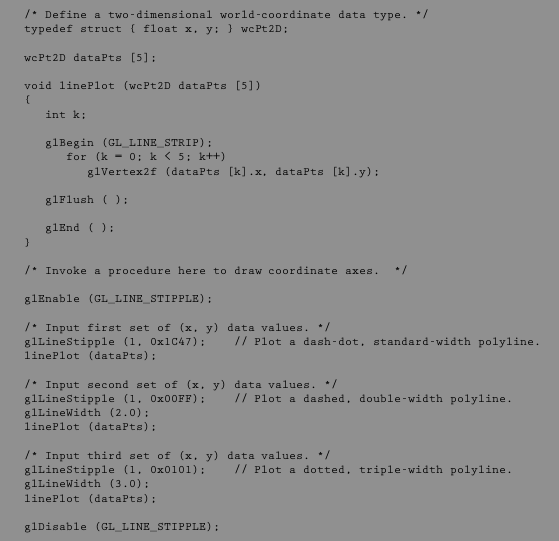 /* Define a two-dimensional world-coordinate data type. */
typedef struct { float x, y; } wcPt2D;
wcPt2D dataPts [5];
void linePlot (wcPt2D dataPts [5])
{
int k;
glBegin (GL_LINE_STRIP);
for (k = 0; k < 5; k++)
glVertex2f (dataPts [k].x, dataPts [k].y);
glFlush ( );
glEnd ( );
}
/* Invoke a procedure here to draw coordinate axes. */
glEnable (GL_LINE_STIPPLE);
/* Input first set of (x, y) data values. */
glLineStipple (1, 0x1C47); // Plot a dash-dot, standard-width polyline.
linePlot (dataPts);
/* Input second set of (x, y) data values. */
glLineStipple (1, 0x00FF); // Plot a dashed, double-width polyline.
glLineWidth (2.0);
linePlot (dataPts);
/* Input third set of (x, y) data values. */
glLineStipple (1, 0x0101); // Plot a dotted, triple-width polyline.
glLineWidth (3.0);
linePlot (dataPts);
glDisable (GL_LINE_STIPPLE);